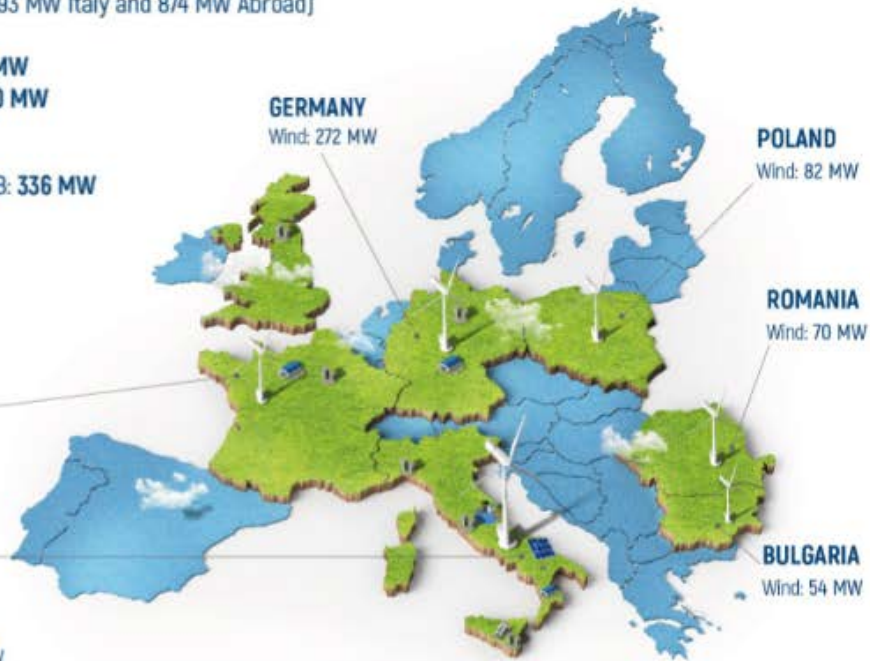 93 MW Italy and 874 MW Abroad)
MW
0 MW
336 MW
GERMANY
Wind: 272 MW
POLAND
Wind: 82 MW
ROMANIA
Wind: 70 MW
BULGARIA
Wind: 54 MW